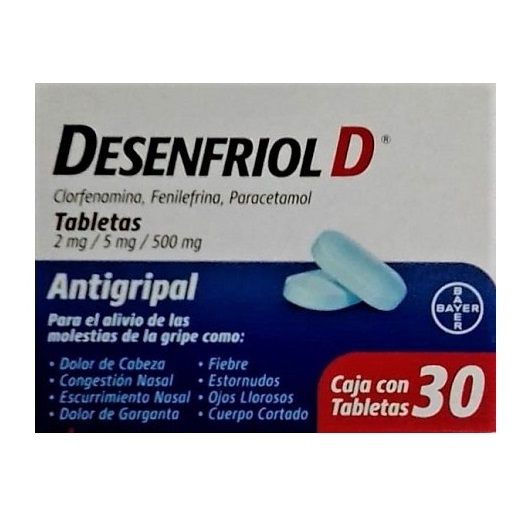 DESENFRIOL D®
Clorfenamina, Fenilefrina, Paracetamol
Tabletas
2 mg / 5 mg / 500 mg
Antigripal
Para el alivio de las
molestias de la gripe como:
• Dolor de Cabeza
• Congestión Nasal
• Escurrimiento Nasal
• Dolor de Garganta
• Fiebre
• Estornudos
• Ojos Llorosos
• Cuerpo Cortado
BAYER
BAYER
Caja con
Tabletas 30